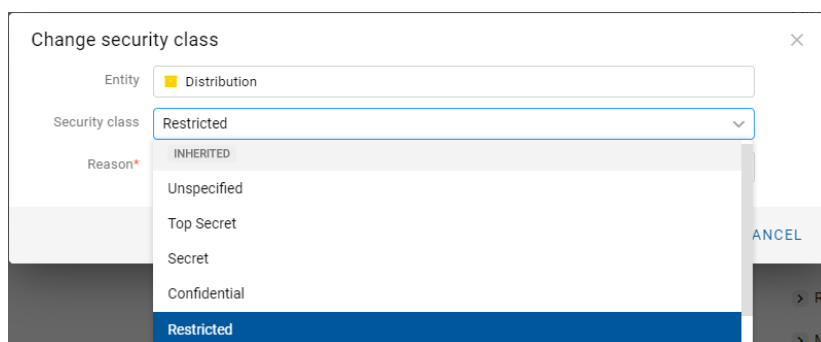 Change security class
Entity Distribution
Security class Restricted
Reason*
INHERITED
Unspecified
Top Secret
Secret
ANCEL
Confidential
Restricted